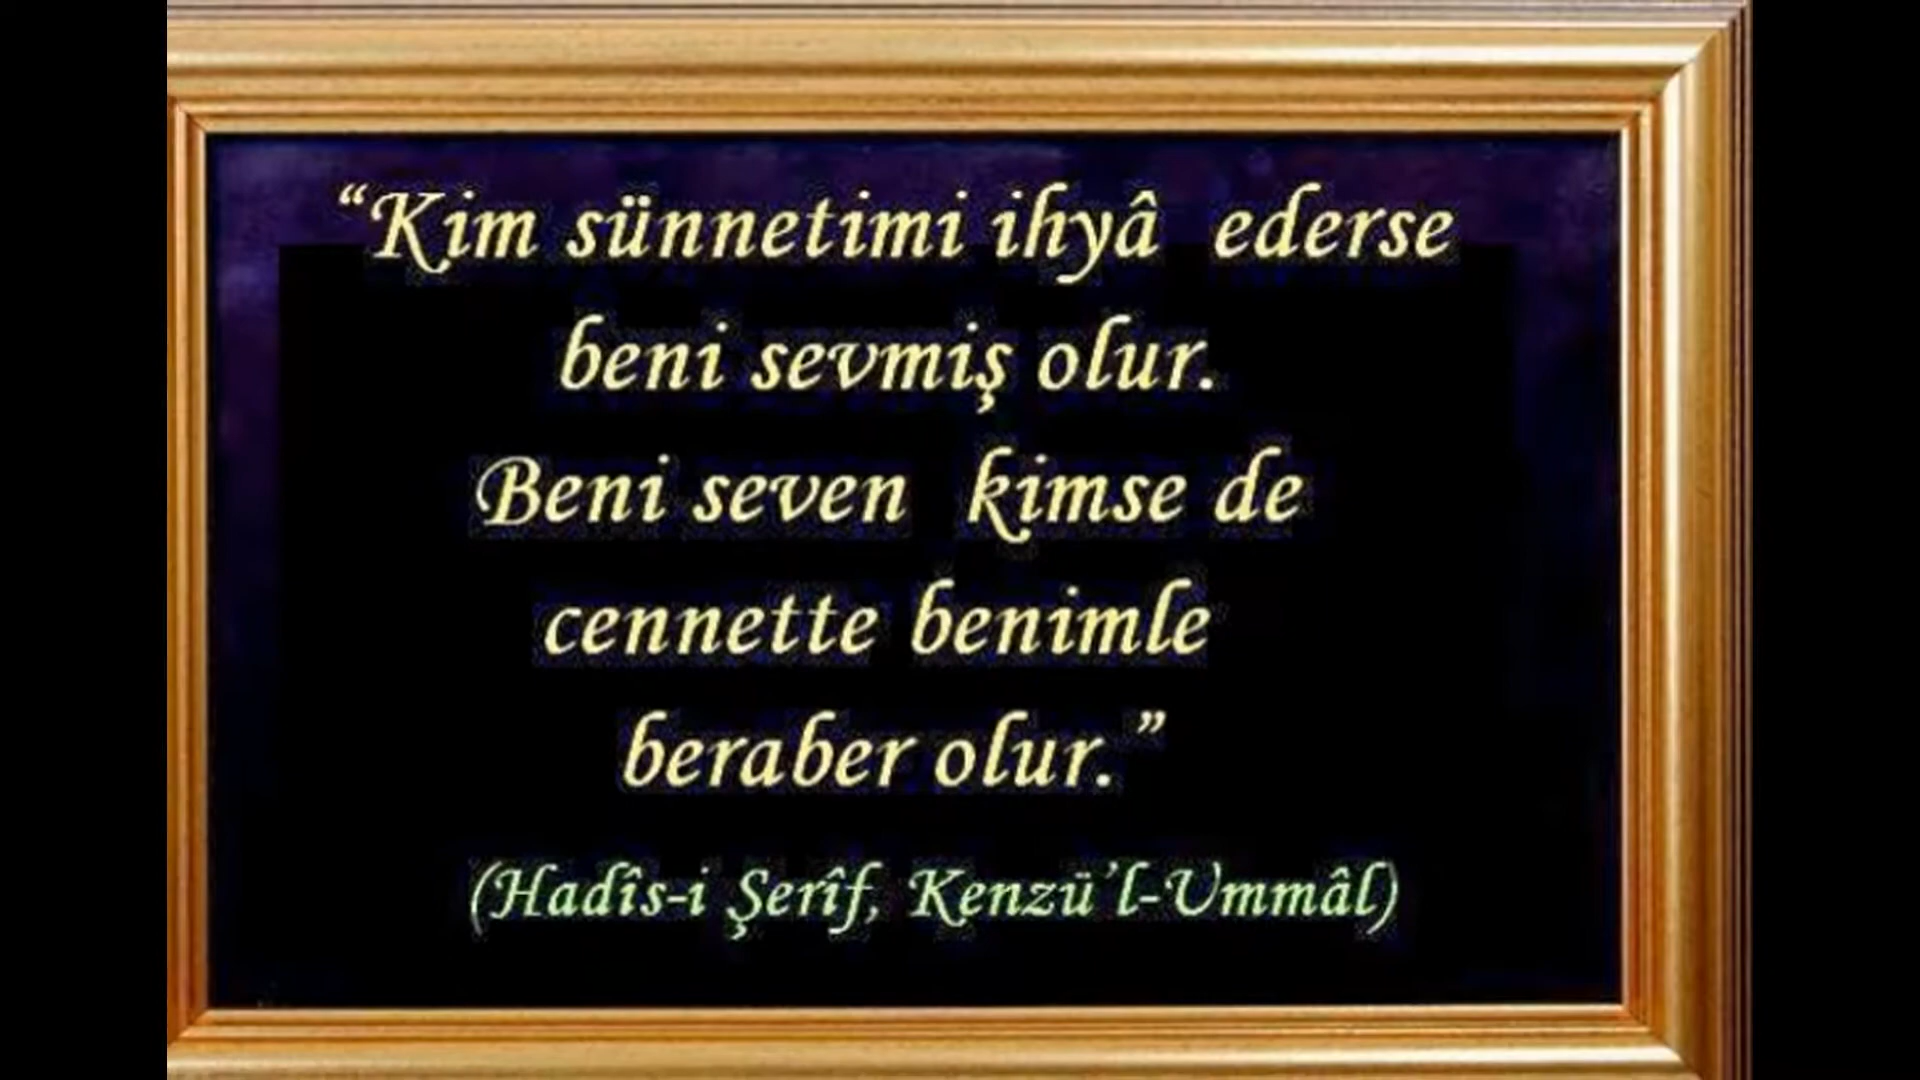 “Kim sünnetimi ihyâ ederse
beni sevmiş olur.
Beni seven kimse de
cennette benimle
beraber olur.”
(Hadîs-i Şerîf, Kenzü’l-Ummâl)